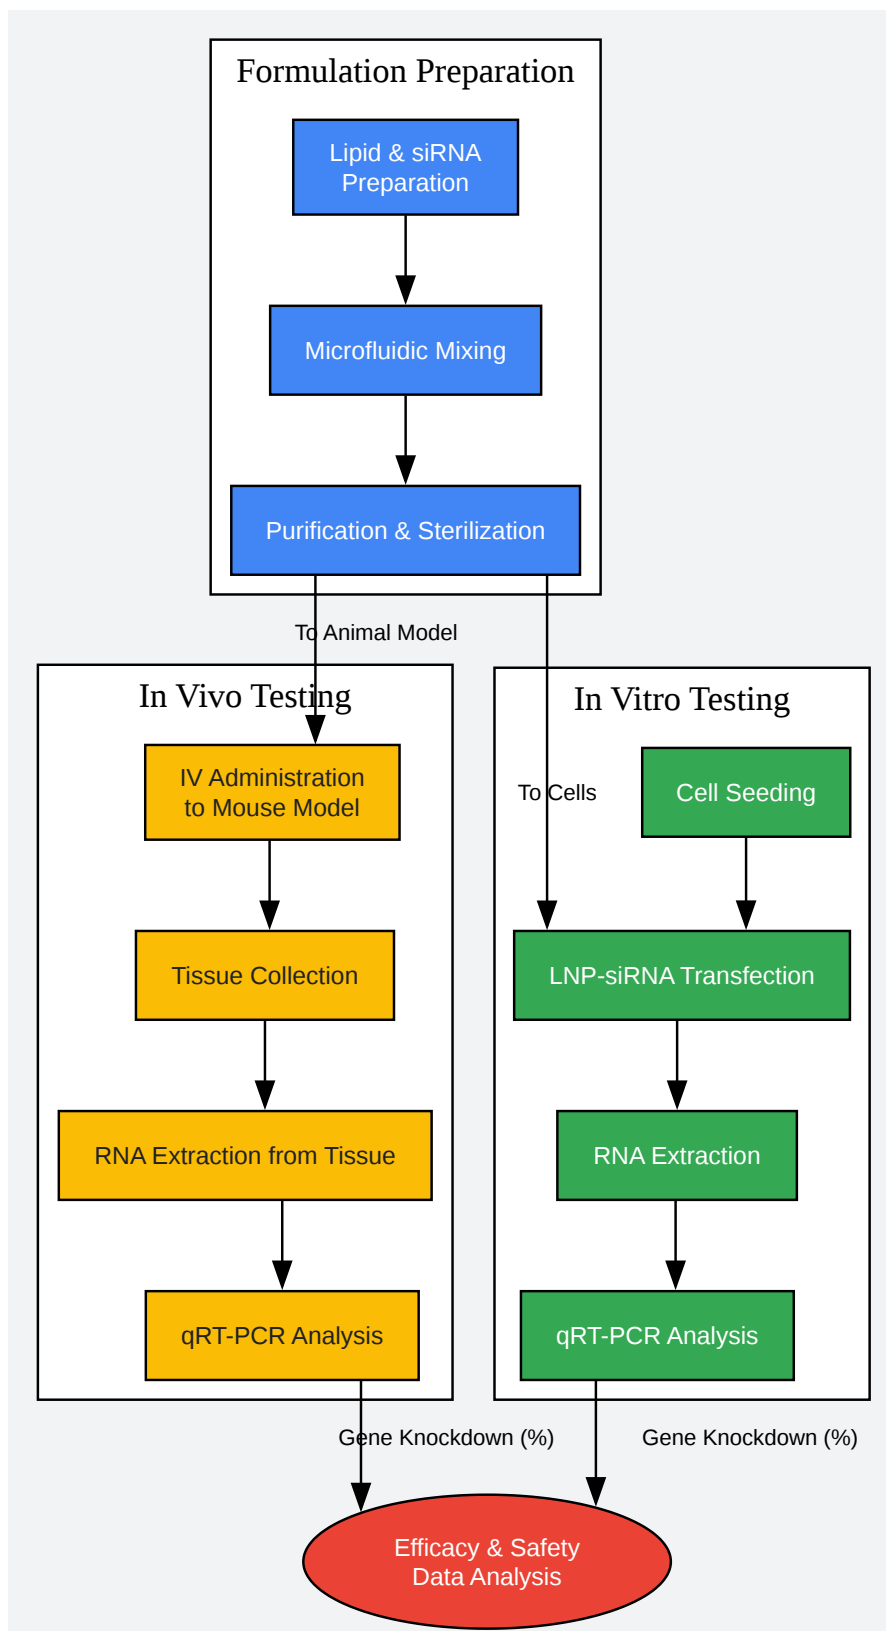 Formulation Preparation
Lipid & siRNA
Preparation
Microfluidic Mixing
Purification & Sterilization
To Animal Model
In Vivo Testing
IV Administration
to Mouse Model
Tissue Collection
RNA Extraction from Tissue
qRT-PCR Analysis
Gene Knockdown (%)
In Vitro Testing
To Cells
Cell Seeding
LNP-siRNA Transfection
RNA Extraction
qRT-PCR Analysis
Gene Knockdown (%)
Efficacy & Safety
Data Analysis